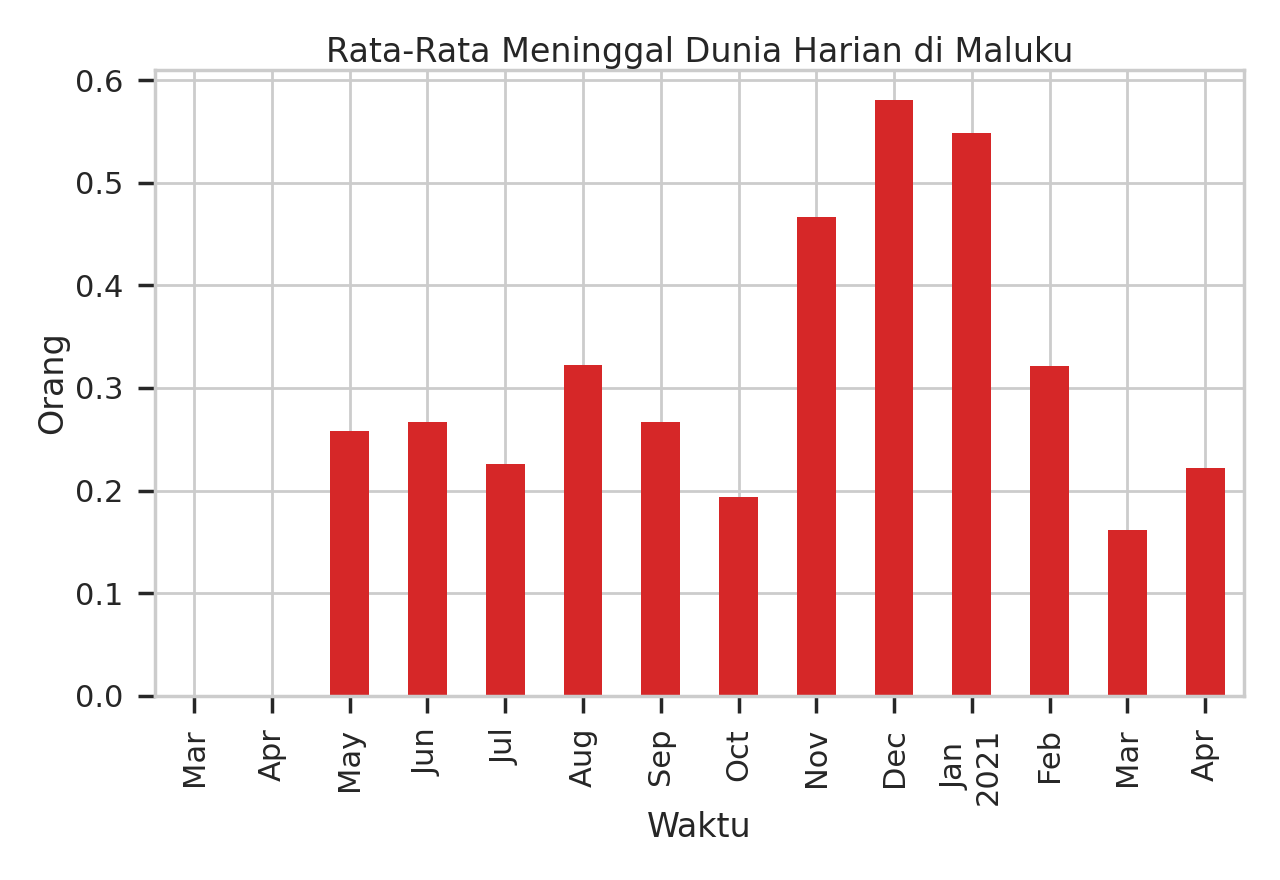 Rata-Rata Meninggal Dunia Harian di Maluku
0.6
0.5
0.4
0.3
0.2
0.1
0.0
Orang
Mar
Apr
May
Jun
Jul
Aug
Sep
Oct
Nov
Dec
Jan
2021
Feb
Mar
Apr
Waktu